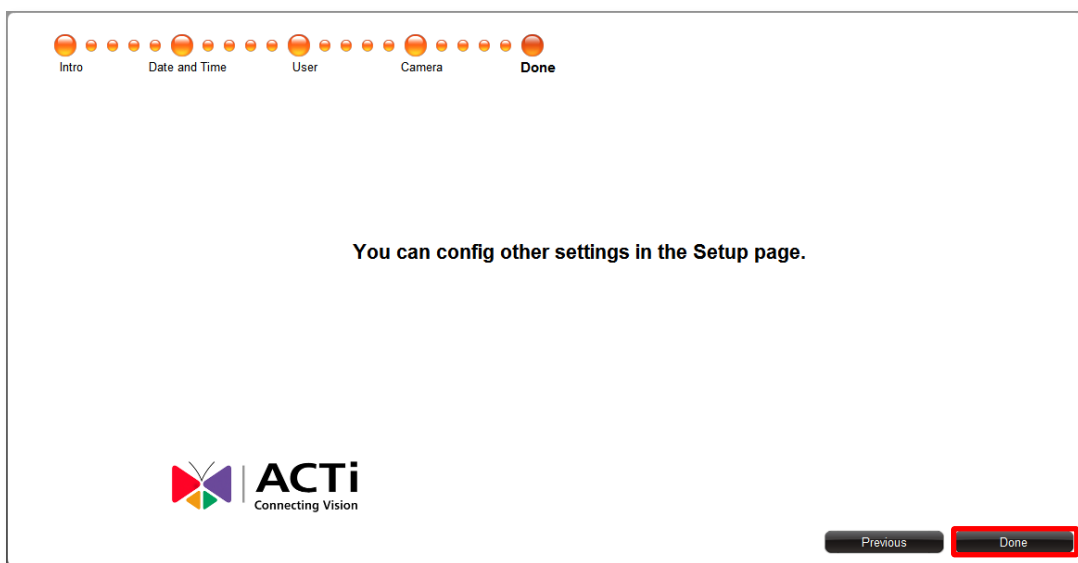 Intro Date and Time User Camera Done
You can config other settings in the Setup page.
ACTi
Connecting Vision
Previous Done